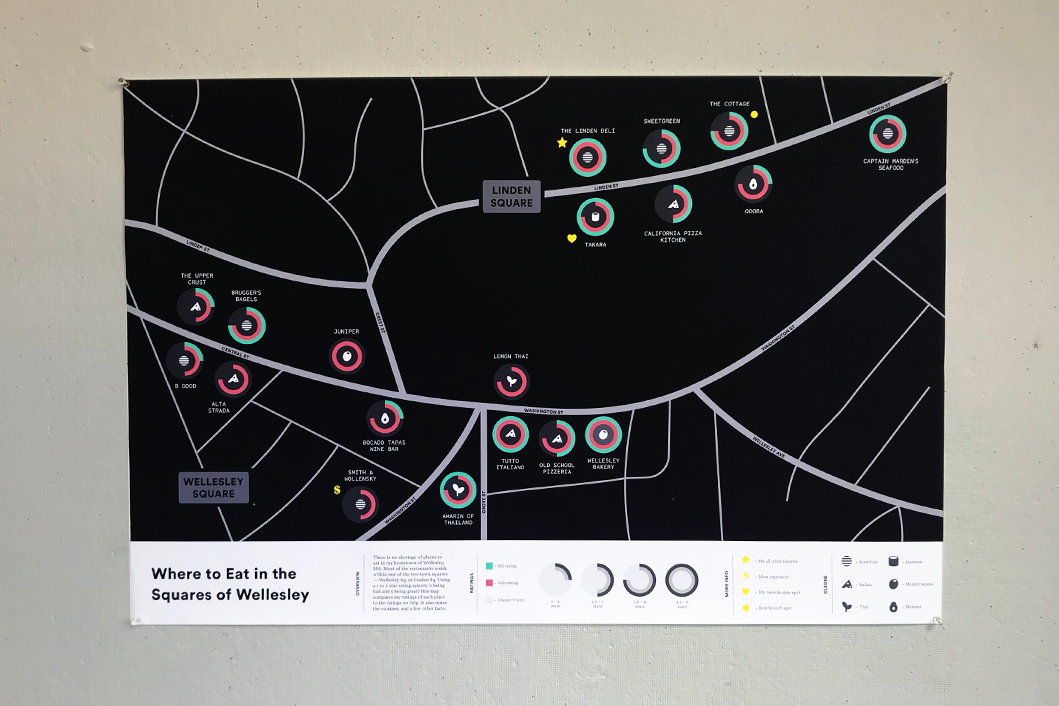 THE COTTAGE
LINDEN ST
SWEETGREEN
THE LINDEN DELI
CAPTAIN MARDEN'S
SEAFOOD
LINDEN
SQUARE
LINDEN ST
QDOBA
CALIFORNIA PIZZA
KITCHEN
TAKARA
LINDEN ST
THE UPPER
CRUST
BRUGGER'S
BAGELS
JUNIPER
WASHINGTON ST
CENTRAL ST
LEMON THAI
B GOOD
ALTA
STRADA
WASHINGTON ST
BOCADO TAPAS
WINE BAR
WELLESLEY AVE
TUTTO
ITALIANO
OLD SCHOOL
PIZZERIA
WELLESLEY
BAKERY
SMITH &
WOLLENSKY
WELLESLEY
SQUARE
$
GROVE ST
WASHINGTON ST
AMARIN OF
THAILAND
Where to Eat in the
Squares of Wellesley
OVERVIEW
There is no shortage of places to
eat in my hometown of Wellesley,
MA. Most of the restaurants reside
within one of the two town squares
— Wellesley Sq. or Linden Sq. Using
a 1 to 5 star rating system (1 being
bad and 5 being great) this map
compares my ratings of each place
to the ratings on Yelp. It also notes
the cuisines, and a few other facts.
RATINGS
- My rating
- Yelp rating
- Haven't been
stars
stars
stars
stars
MORE INFO
- My all-time favorite
$ - Most expensive
- My favorite date spot
- Best brunch spot
CUISINE
- American
- Japanese
- Italian
- Mediterranean
- Thai
- Mexican